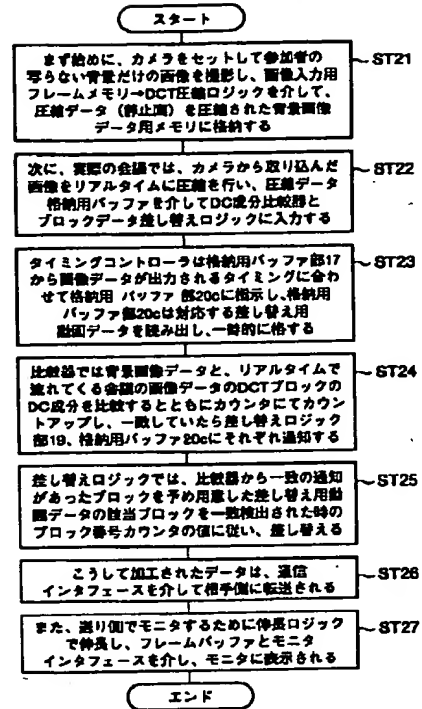 スタート
まず始めに、カメラをセットして参加者の
写らない背景だけの画像を撮影し、画像入力用
フレームメモリ→DCT圧縮ロジックを介して、
圧縮データ(静止画)を圧縮された背景画像
データ用メモリに格納する
ST21
次に、実際の会議では、カメラから取り込んだ
画像をリアルタイムに圧縮を行い、圧縮データ
格納用バッファを介してDC成分比較器と
ブロックデータ差し替えロジックに入力する
ST22
タイミングコントローラは格納用バッファ部17
から画像データが出力されるタイミングに合わ
せて格納用 バッファ 部20cに指示し、格納用
バッファ部20cは対応する差し替え用
動画データを読み出し、一時的に格する
ST23
比較器では背景画像データと、リアルタイムで
流れてくる会議の画像データのDCTブロックの
DC成分を比較するとともにカウンタにてカウン
トアップし、一致していたら差し替えロジック
部19、格納用バッファ20cにそれぞれ通知する
ST24
差し替えロジックでは、比較器から一致の通知
があったブロックを予め用意した差し替え用動
画データの該当ブロックを一致検出された時の
ブロック番号カウンタの値に従い、差し替える
ST25
こうして加工されたデータは、通信
インタフェースを介して相手側に転送される
ST26
また、送り側でモニタするために伸長ロジック
で伸長し、フレームバッファとモニタ
インタフェースを介し、モニタに表示される
ST27
エンド